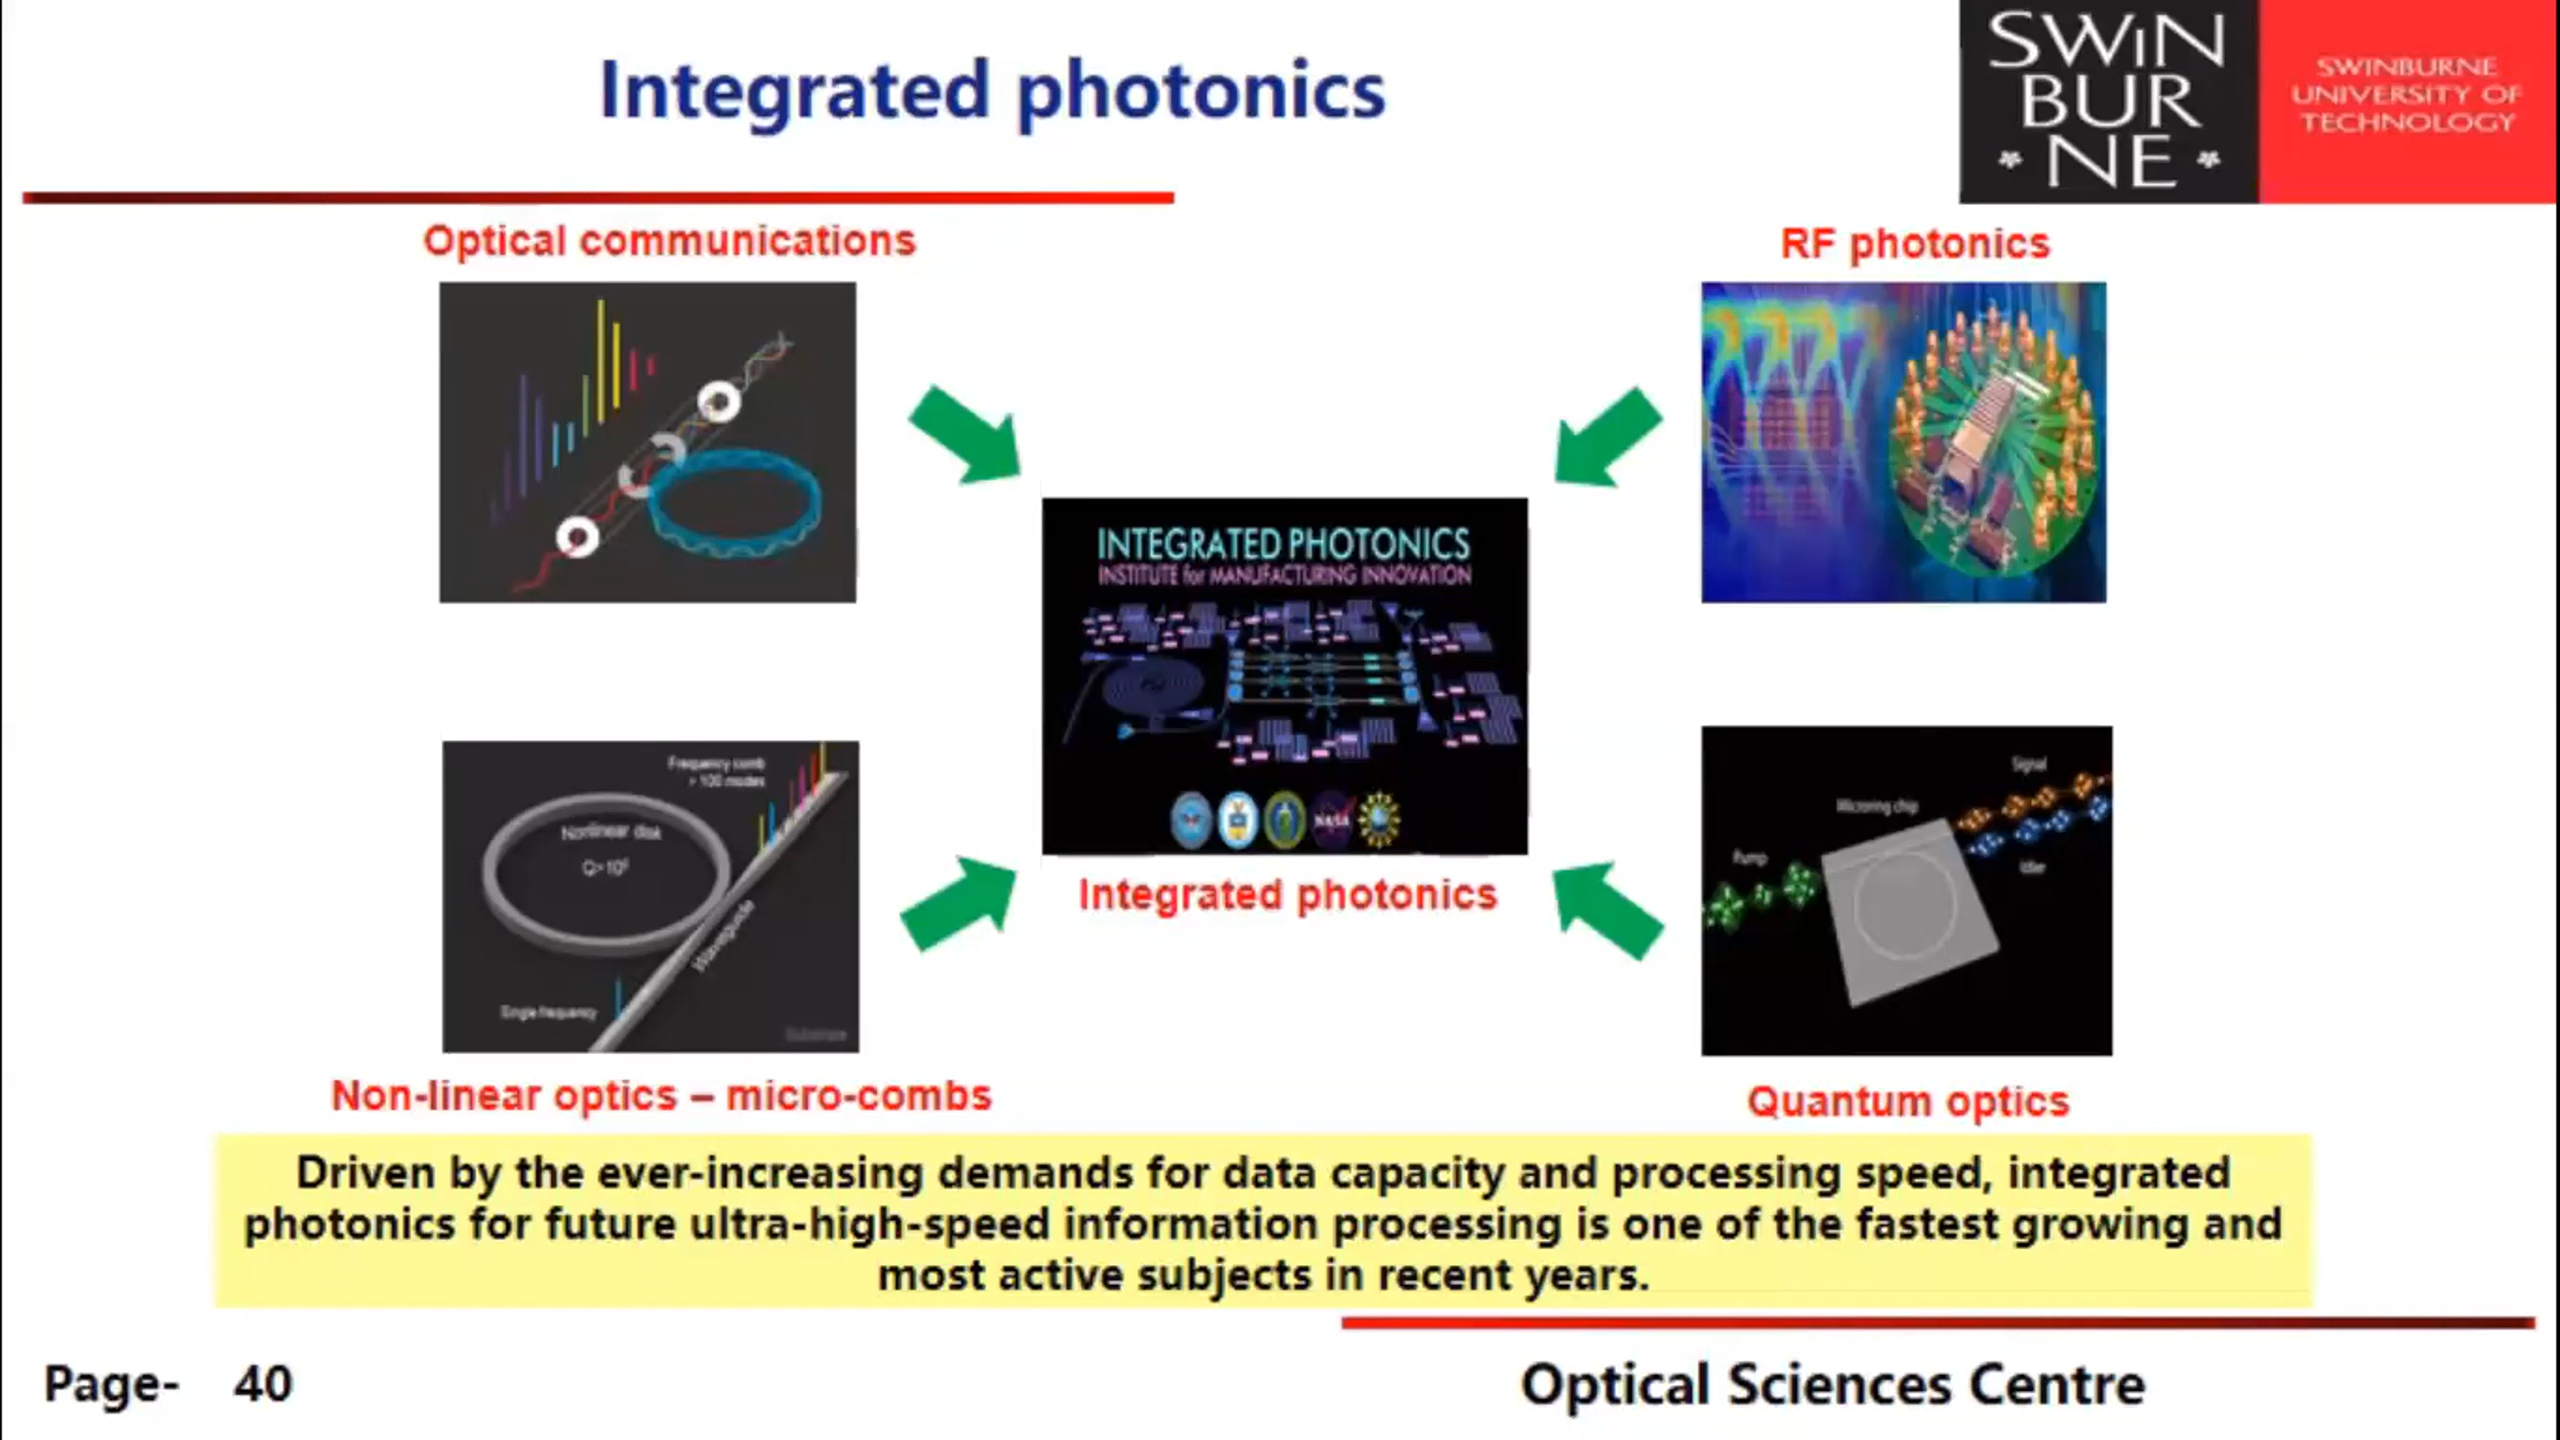 Integrated photonics
SWiN
BUR
NE
SWINBURNE
UNIVERSITY OF
TECHNOLOGY
Optical communications
RF photonics
INTEGRATED PHOTONICS
INSTITUTE for MANUFACTURING INNOVATION
NASA
Integrated photonics
Frequency comb
> 100 modes
Nonlinear disk
Waveguide
Single frequency
Substrate
Signal
Microring chip
Pump
Idler
Non-linear optics – micro-combs
Quantum optics
Driven by the ever-increasing demands for data capacity and processing speed, integrated
photonics for future ultra-high-speed information processing is one of the fastest growing and
most active subjects in recent years.
Page- 40
Optical Sciences Centre